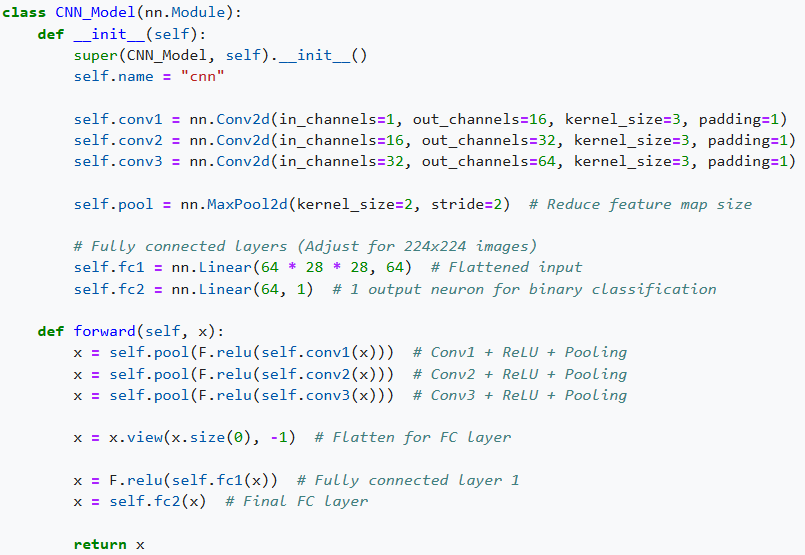 class CNN_Model(nn.Module):
    def __init__(self):
        super(CNN_Model, self).__init__()
        self.name = "cnn"

        self.conv1 = nn.Conv2d(in_channels=1, out_channels=16, kernel_size=3, padding=1)
        self.conv2 = nn.Conv2d(in_channels=16, out_channels=32, kernel_size=3, padding=1)
        self.conv3 = nn.Conv2d(in_channels=32, out_channels=64, kernel_size=3, padding=1)

        self.pool = nn.MaxPool2d(kernel_size=2, stride=2)  # Reduce feature map size

        # Fully connected layers (Adjust for 224x224 images)
        self.fc1 = nn.Linear(64 * 28 * 28, 64)  # Flattened input
        self.fc2 = nn.Linear(64, 1)  # 1 output neuron for binary classification

    def forward(self, x):
        x = self.pool(F.relu(self.conv1(x)))  # Conv1 + ReLU + Pooling
        x = self.pool(F.relu(self.conv2(x)))  # Conv2 + ReLU + Pooling
        x = self.pool(F.relu(self.conv3(x)))  # Conv3 + ReLU + Pooling

        x = x.view(x.size(0), -1)  # Flatten for FC layer

        x = F.relu(self.fc1(x))  # Fully connected layer 1
        x = self.fc2(x)  # Final FC layer

        return x